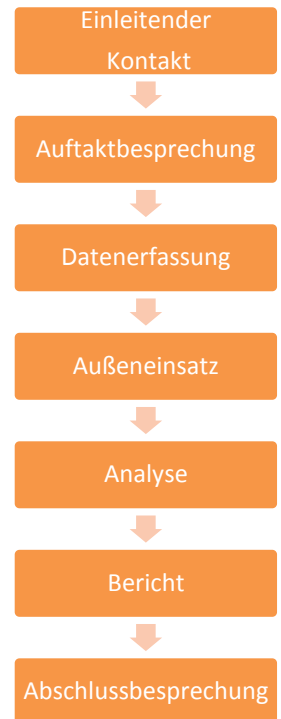 Einleitender
Kontakt
Auftaktbesprechung
Datenerfassung
Außeneinsatz
Analyse
Bericht
Abschlussbesprechung